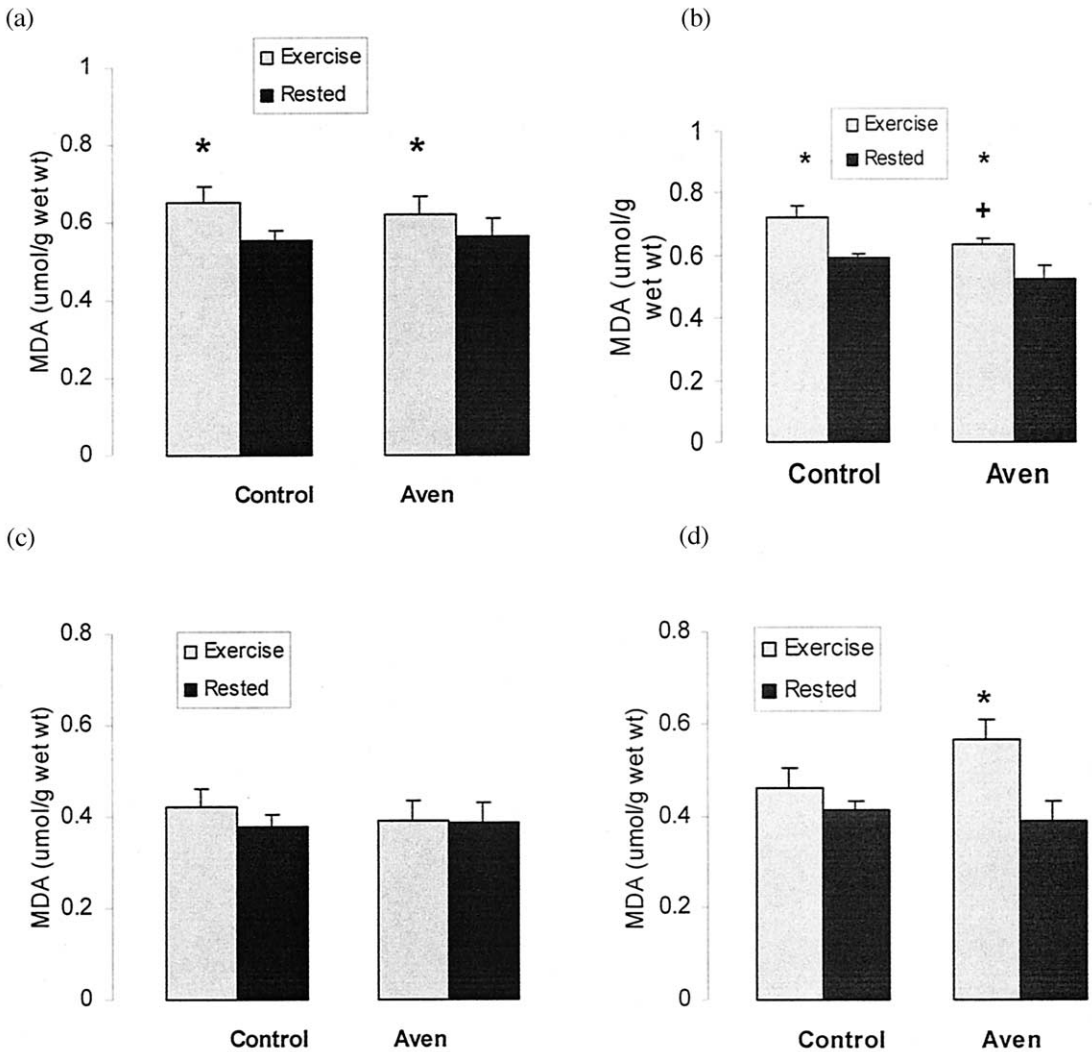 (a)
Exercise
Rested
1
0.8
0.6
0.4
0.2
0
MDA (umol/g wet wt)
*
*
Control
Aven
(b)
Exercise
Rested
1
0.8
0.6
0.4
0.2
0
MDA (umol/g
wet wt)
*
*
+
Control
Aven
(c)
Exercise
Rested
0.8
0.6
0.4
0.2
0
MDA (umol/g wet wt)
Control
Aven
(d)
Exercise
Rested
0.8
0.6
0.4
0.2
0
MDA (umol/g wet wt)
*
Control
Aven